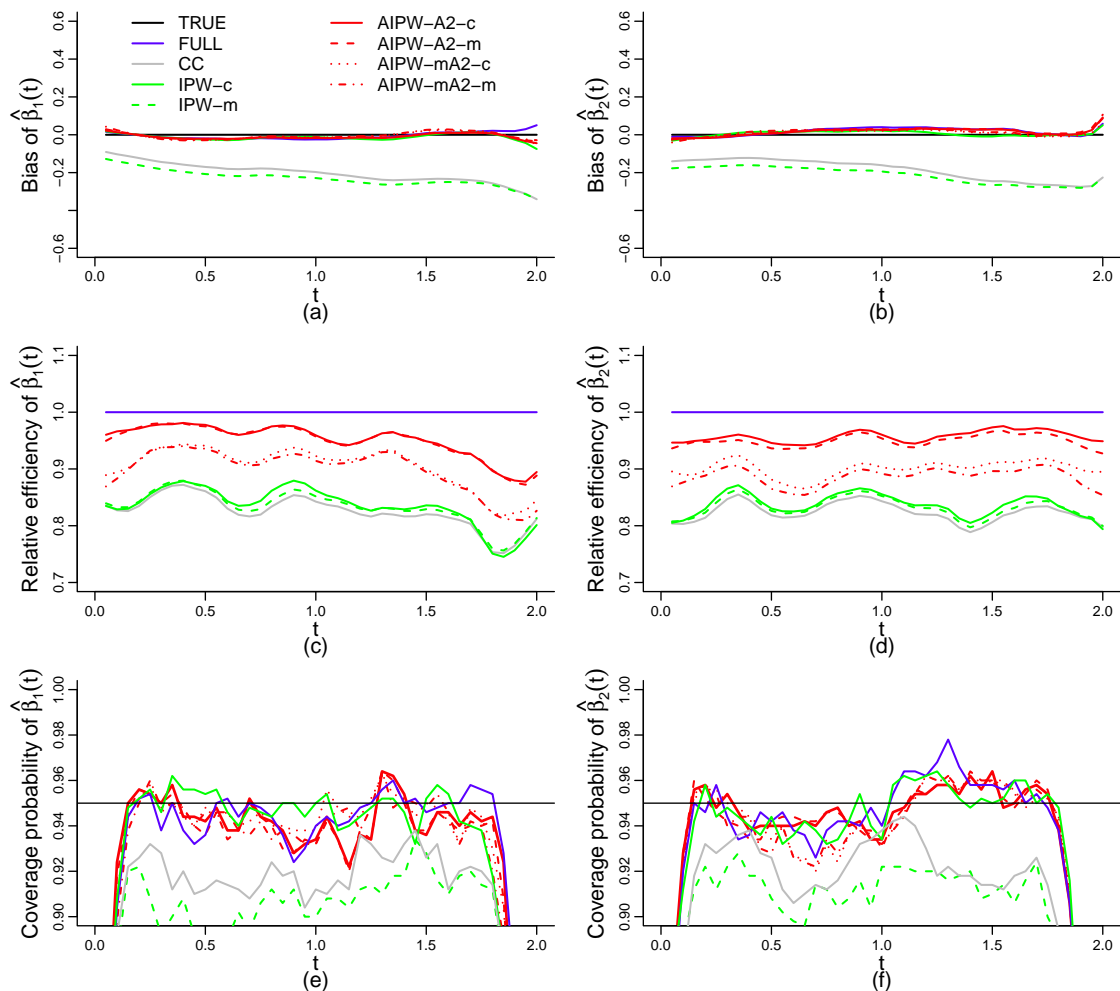 TRUE
FULL
CC
IPW−c
IPW−m
AIPW−A2−c
AIPW−A2−m
AIPW−mA2−c
AIPW−mA2−m
Bias of β̂₁(t)
0.6
0.4
0.2
0.0
−0.2
−0.6
0.0 0.5 1.0 1.5 2.0
t
(a)
Bias of β̂₂(t)
0.6
0.4
0.2
0.0
−0.2
−0.6
0.0 0.5 1.0 1.5 2.0
t
(b)
Relative efficiency of β̂₁(t)
1.1
1.0
0.9
0.8
0.7
0.0 0.5 1.0 1.5 2.0
t
(c)
Relative efficiency of β̂₂(t)
1.1
1.0
0.9
0.8
0.7
0.0 0.5 1.0 1.5 2.0
t
(d)
Coverage probability of β̂₁(t)
1.00
0.98
0.96
0.94
0.92
0.90
0.0 0.5 1.0 1.5 2.0
t
(e)
Coverage probability of β̂₂(t)
1.00
0.98
0.96
0.94
0.92
0.90
0.0 0.5 1.0 1.5 2.0
t
(f)